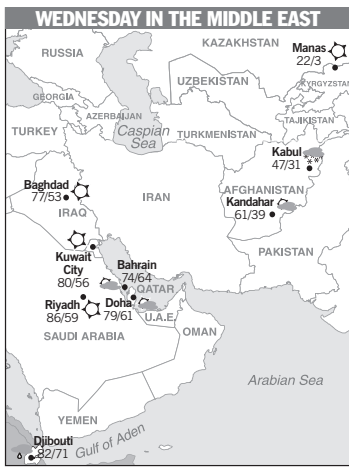 WEDNESDAY IN THE MIDDLE EAST
KAZAKHSTAN
RUSSIA
Manas
22/3
UZBEKISTAN
KYRGYZSTAN
GEORGIA
AZERBAIJAN
TAJIKISTAN
TURKEY
Caspian
Sea
TURKMENISTAN
Kabul
47/31
Baghdad
77/53
IRAQ
IRAN
AFGHANISTAN
Kandahar
61/39
PAKISTAN
Kuwait
City
80/56
Bahrain
74/64
QATAR
Riyadh
86/59
Doha
79/61
U.A.E.
SAUDI ARABIA
OMAN
Arabian Sea
YEMEN
Djibouti
82/71
Gulf of Aden